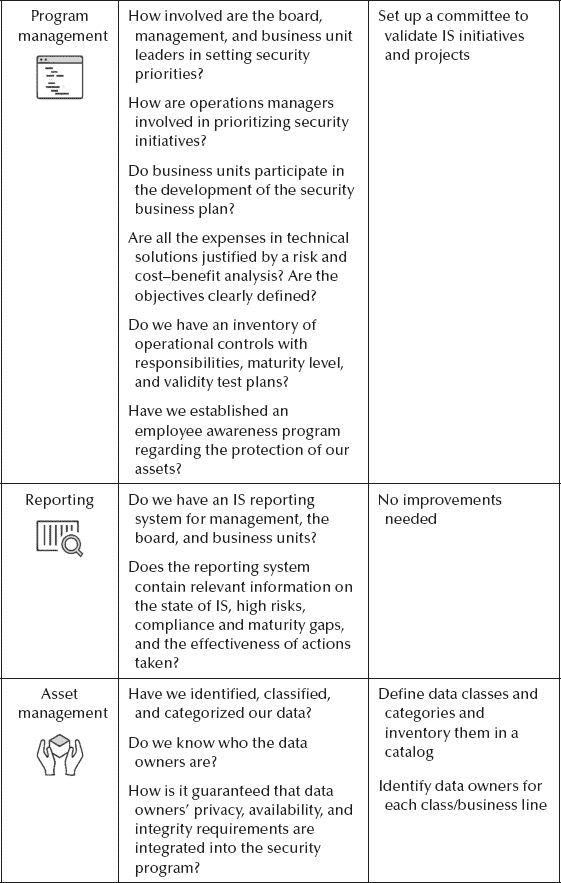 Program management
How involved are the board,
management, and business unit
leaders in setting security
priorities?
How are operations managers
involved in prioritizing security
initiatives?
Do business units participate in
the development of the security
business plan?
Are all the expenses in technical
solutions justified by a risk and
cost–benefit analysis? Are the
objectives clearly defined?
Do we have an inventory of
operational controls with
responsibilities, maturity level,
and validity test plans?
Have we established an
employee awareness program
regarding the protection of our
assets?
Set up a committee to
validate IS initiatives
and projects
Reporting
Do we have an IS reporting
system for management, the
board, and business units?
Does the reporting system
contain relevant information on
the state of IS, high risks,
compliance and maturity gaps,
and the effectiveness of actions
taken?
No improvements
needed
Asset
management
Have we identified, classified,
and categorized our data?
Do we know who the data
owners are?
How is it guaranteed that data
owners' privacy, availability, and
integrity requirements are
integrated into the security
program?
Define data classes and
categories and
inventory them in a
catalog
Identify data owners for
each class/business line